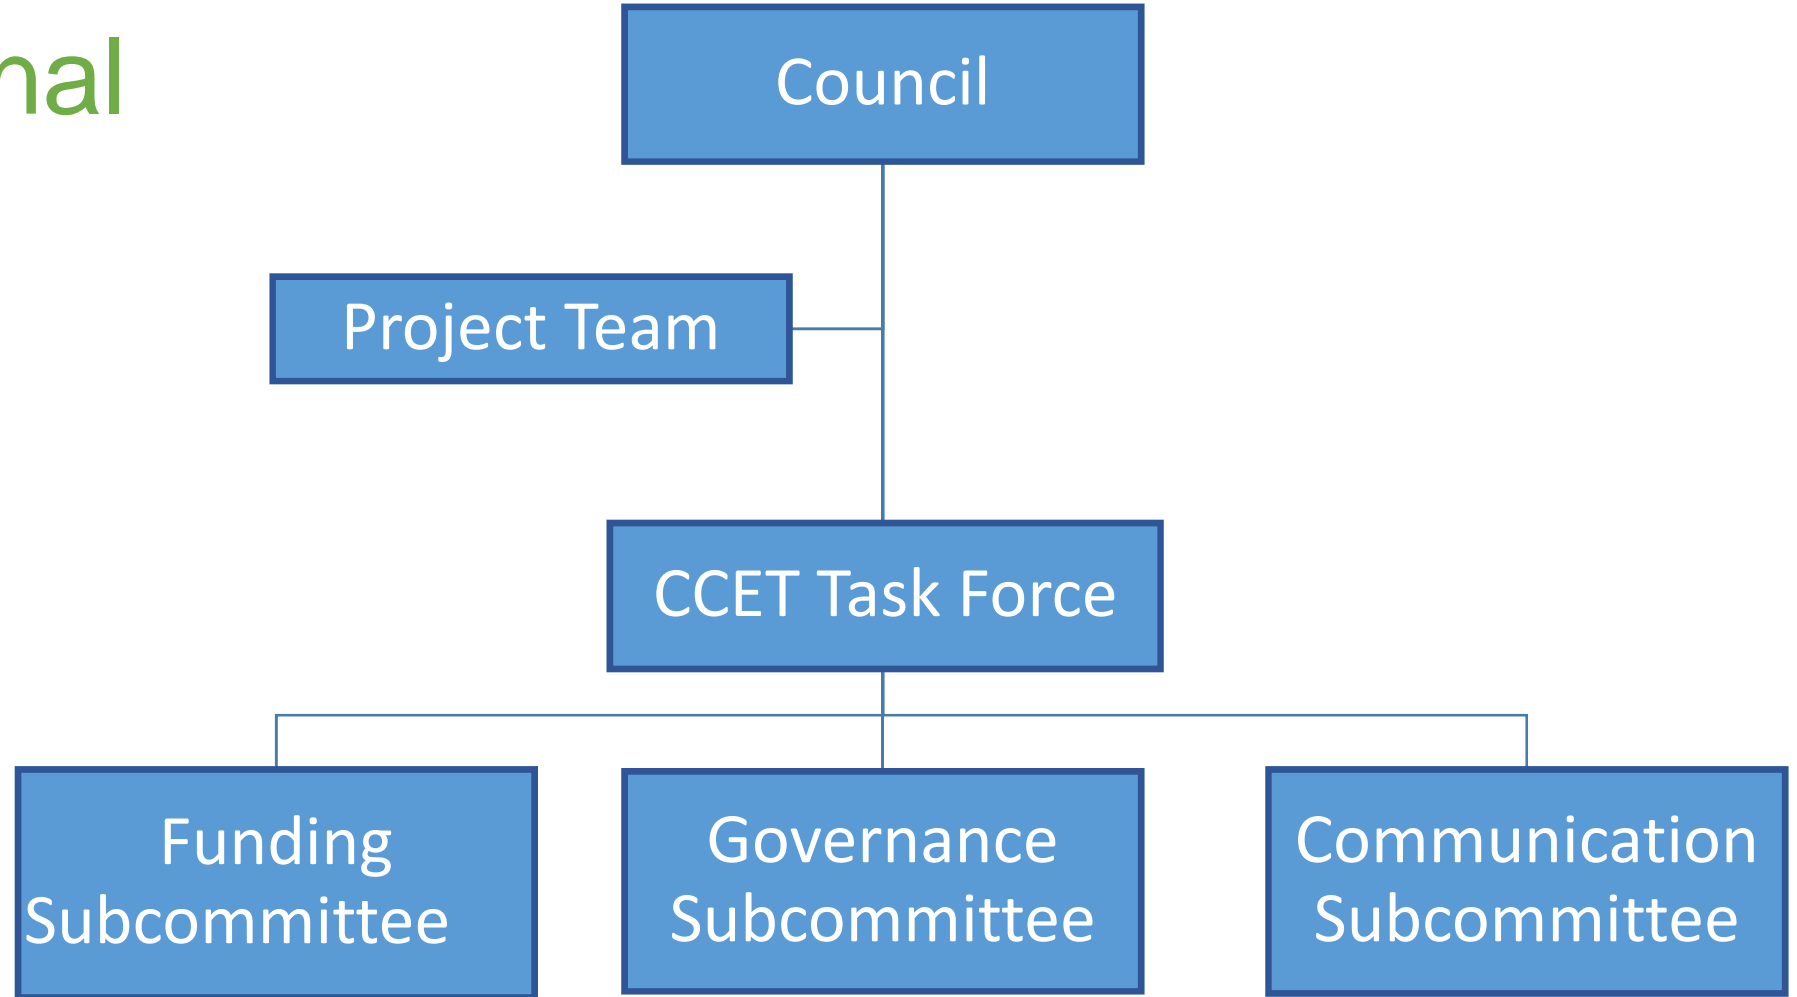 nal
Council
Project Team
CCET Task Force
Funding
Subcommittee
Governance
Subcommittee
Communication
Subcommittee